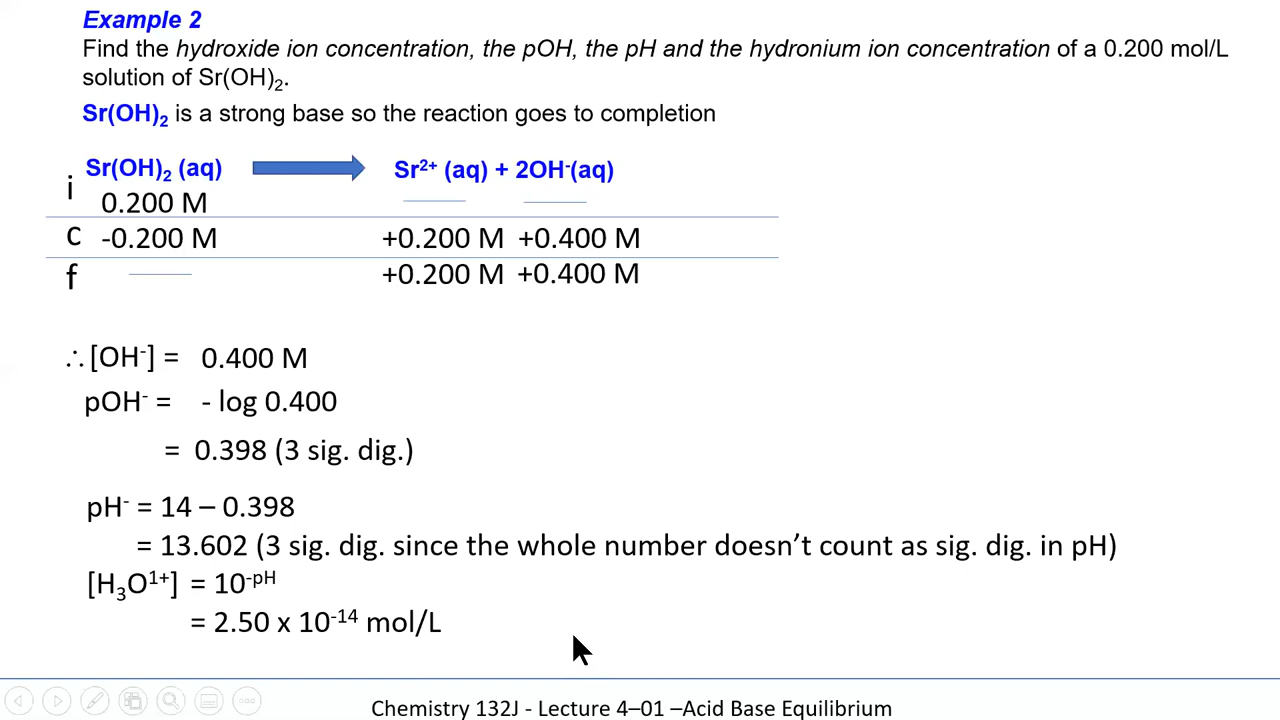 Example 2
Find the hydroxide ion concentration, the pOH, the pH and the hydronium ion concentration of a 0.200 mol/L
solution of Sr(OH)₂.
Sr(OH)₂ is a strong base so the reaction goes to completion
Sr(OH)₂ (aq) Sr²⁺ (aq) + 2OH⁻(aq)
i 0.200 M
c -0.200 M +0.200 M +0.400 M
f +0.200 M +0.400 M
∴[OH⁻] = 0.400 M
pOH⁻ = - log 0.400
= 0.398 (3 sig. dig.)
pH⁻ = 14 – 0.398
= 13.602 (3 sig. dig. since the whole number doesn’t count as sig. dig. in pH)
[H₃O¹⁺] = 10⁻ᵖᴴ
= 2.50 x 10⁻¹⁴ mol/L
Chemistry 132J - Lecture 4–01 –Acid Base Equilibrium